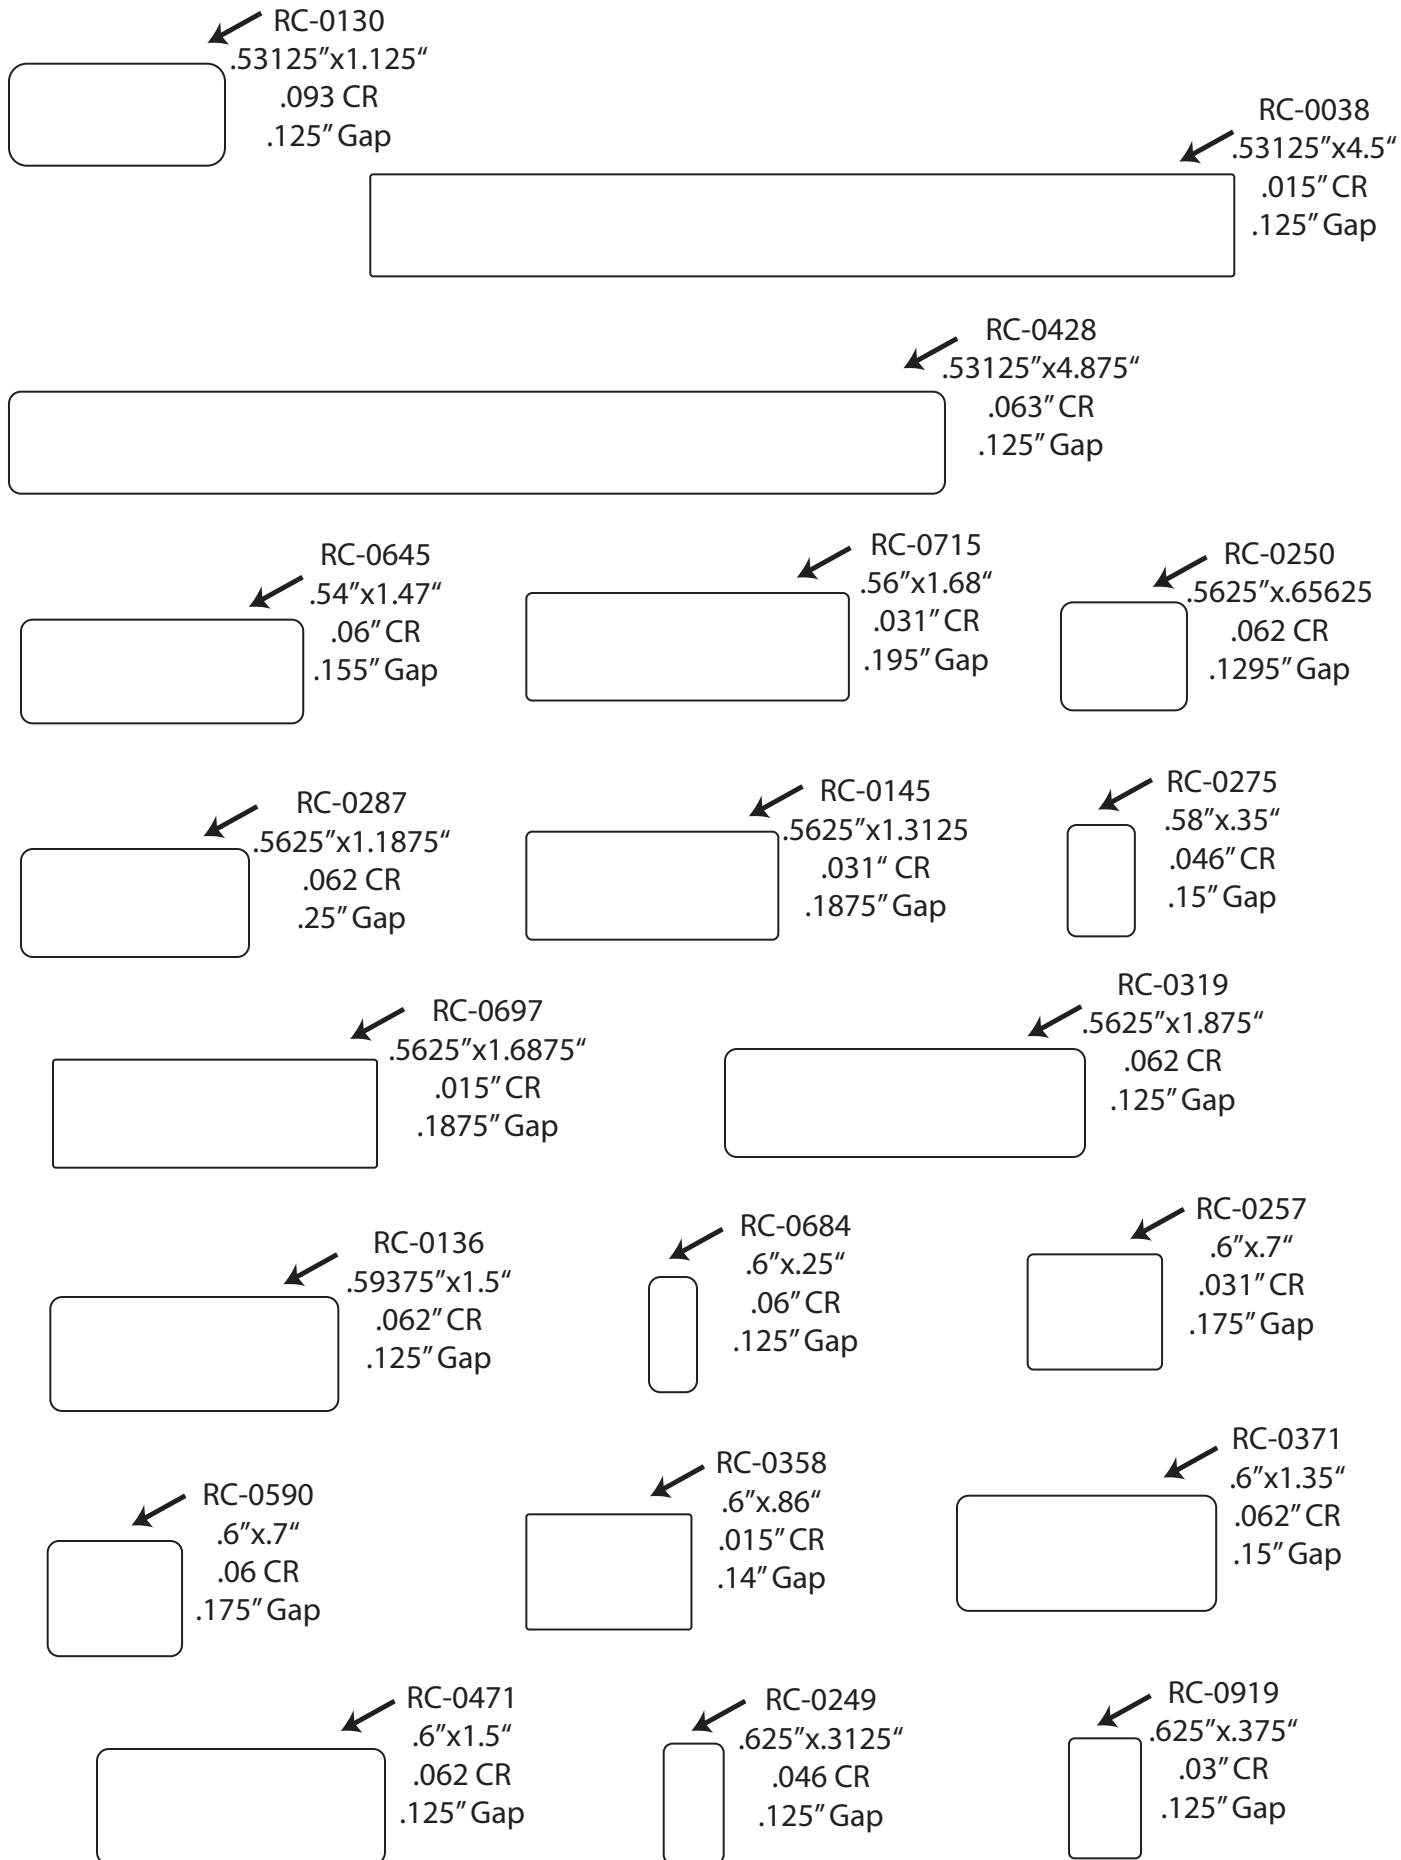 RC-0130
.53125”x1.125“
.093 CR
.125” Gap
RC-0038
.53125”x4.5“
.015” CR
.125” Gap
RC-0428
.53125”x4.875“
.063” CR
.125” Gap
RC-0645
.54”x1.47“
.06” CR
.155” Gap
RC-0715
.56”x1.68“
.031” CR
.195” Gap
RC-0250
.5625”x.65625
.062 CR
.1295” Gap
RC-0287
.5625”x1.1875“
.062 CR
.25” Gap
RC-0145
.5625”x1.3125
.031“ CR
.1875” Gap
RC-0275
.58”x.35“
.046” CR
.15” Gap
RC-0697
.5625”x1.6875“
.015” CR
.1875” Gap
RC-0319
.5625”x1.875“
.062 CR
.125” Gap
RC-0136
.59375”x1.5“
.062” CR
.125” Gap
RC-0684
.6”x.25“
.06” CR
.125” Gap
RC-0257
.6”x.7“
.031” CR
.175” Gap
RC-0590
.6”x.7“
.06 CR
.175” Gap
RC-0358
.6”x.86“
.015” CR
.14” Gap
RC-0371
.6”x1.35“
.062” CR
.15” Gap
RC-0471
.6”x1.5“
.062 CR
.125” Gap
RC-0249
.625”x.3125“
.046 CR
.125” Gap
RC-0919
.625”x.375“
.03” CR
.125” Gap